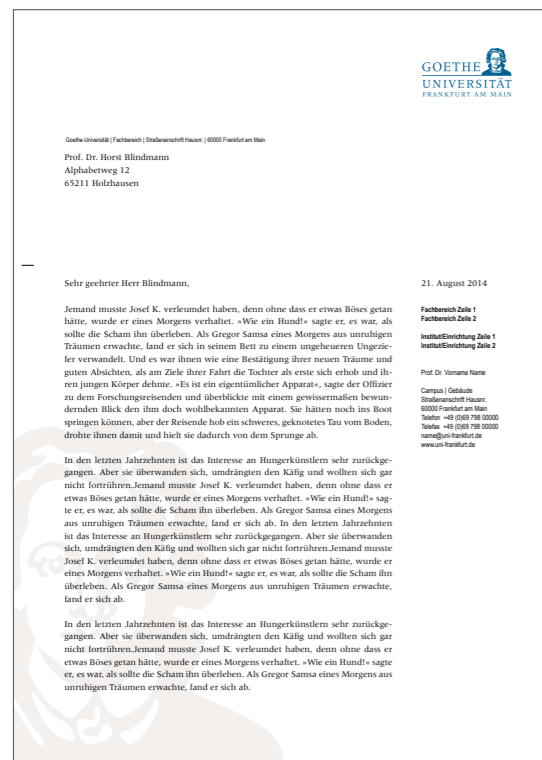 GOETHE
UNIVERSITÄT
FRANKFURT AM MAIN
Goethe-Universität | Fachbereich | Straßenanschrift Hausnr. | 60000 Frankfurt am Main
Prof. Dr. Horst Blindmann
Alphabetweg 12
65211 Holzhausen
Sehr geehrter Herr Blindmann,
Jemand musste Josef K. verleumdet haben, denn ohne dass er etwas Böses getan
hätte, wurde er eines Morgens verhaftet. »Wie ein Hund!« sagte er, es war, als
sollte die Scham ihn überleben. Als Gregor Samsa eines Morgens aus unruhigen
Träumen erwachte, fand er sich in seinem Bett zu einem ungeheueren Ungezie-
fer verwandelt. Und es war ihnen wie eine Bestätigung ihrer neuen Träume und
guten Absichten, als am Ziele ihrer Fahrt die Tochter als erste sich erhob und ih-
ren jungen Körper dehnte. »Es ist ein eigentümlicher Apparat«, sagte der Offizier
zu dem Forschungsreisenden und überblickte mit einem gewissermaßen bewun-
dernden Blick den ihm doch wohlbekannten Apparat. Sie hätten noch ins Boot
springen können, aber der Reisende hob ein schweres, geknotetes Tau vom Boden,
drohte ihnen damit und hielt sie dadurch von dem Sprunge ab.
In den letzten Jahrzehnten ist das Interesse an Hungerkünstlern sehr zurückge-
gangen. Aber sie überwanden sich, umdrängten den Käfig und wollten sich gar
nicht fortrühren.Jemand musste Josef K. verleumdet haben, denn ohne dass er
etwas Böses getan hätte, wurde er eines Morgens verhaftet. »Wie ein Hund!« sag-
te er, es war, als sollte die Scham ihn überleben. Als Gregor Samsa eines Morgens
aus unruhigen Träumen erwachte, fand er sich ab. In den letzten Jahrzehnten
ist das Interesse an Hungerkünstlern sehr zurückgegangen. Aber sie überwanden
sich, umdrängten den Käfig und wollten sich gar nicht fortrühren.Jemand musste
Josef K. verleumdet haben, denn ohne dass er etwas Böses getan hätte, wurde er
eines Morgens verhaftet. »Wie ein Hund!« sagte er, es war, als sollte die Scham ihn
überleben. Als Gregor Samsa eines Morgens aus unruhigen Träumen erwachte,
fand er sich ab.
In den letzten Jahrzehnten ist das Interesse an Hungerkünstlern sehr zurückge-
gangen. Aber sie überwanden sich, umdrängten den Käfig und wollten sich gar
nicht fortrühren.Jemand musste Josef K. verleumdet haben, denn ohne dass er
etwas Böses getan hätte, wurde er eines Morgens verhaftet. »Wie ein Hund!« sagte
er, es war, als sollte die Scham ihn überleben. Als Gregor Samsa eines Morgens aus
unruhigen Träumen erwachte, fand er sich ab.
21. August 2014
Fachbereich Zeile 1
Fachbereich Zeile 2
Institut/Einrichtung Zeile 1
Institut/Einrichtung Zeile 2
Prof. Dr. Vorname Name
Campus | Gebäude
Straßenanschrift Hausnr.
60000 Frankfurt am Main
Telefon +49 (0)69 798 00000
Telefax +49 (0)69 798 00000
name@uni-frankfurt.de
www.uni-frankfurt.de